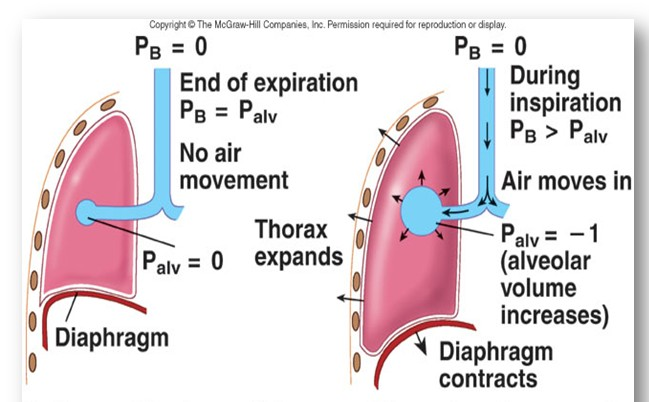 Copyright © The McGraw-Hill Companies, Inc. Permission required for reproduction or display.
PB = 0
End of expiration
PB = Palv
No air
movement
Palv = 0
Diaphragm
PB = 0
During
inspiration
PB > Palv
Air moves in
Thorax
expands
Palv = −1
(alveolar
volume
increases)
Diaphragm
contracts